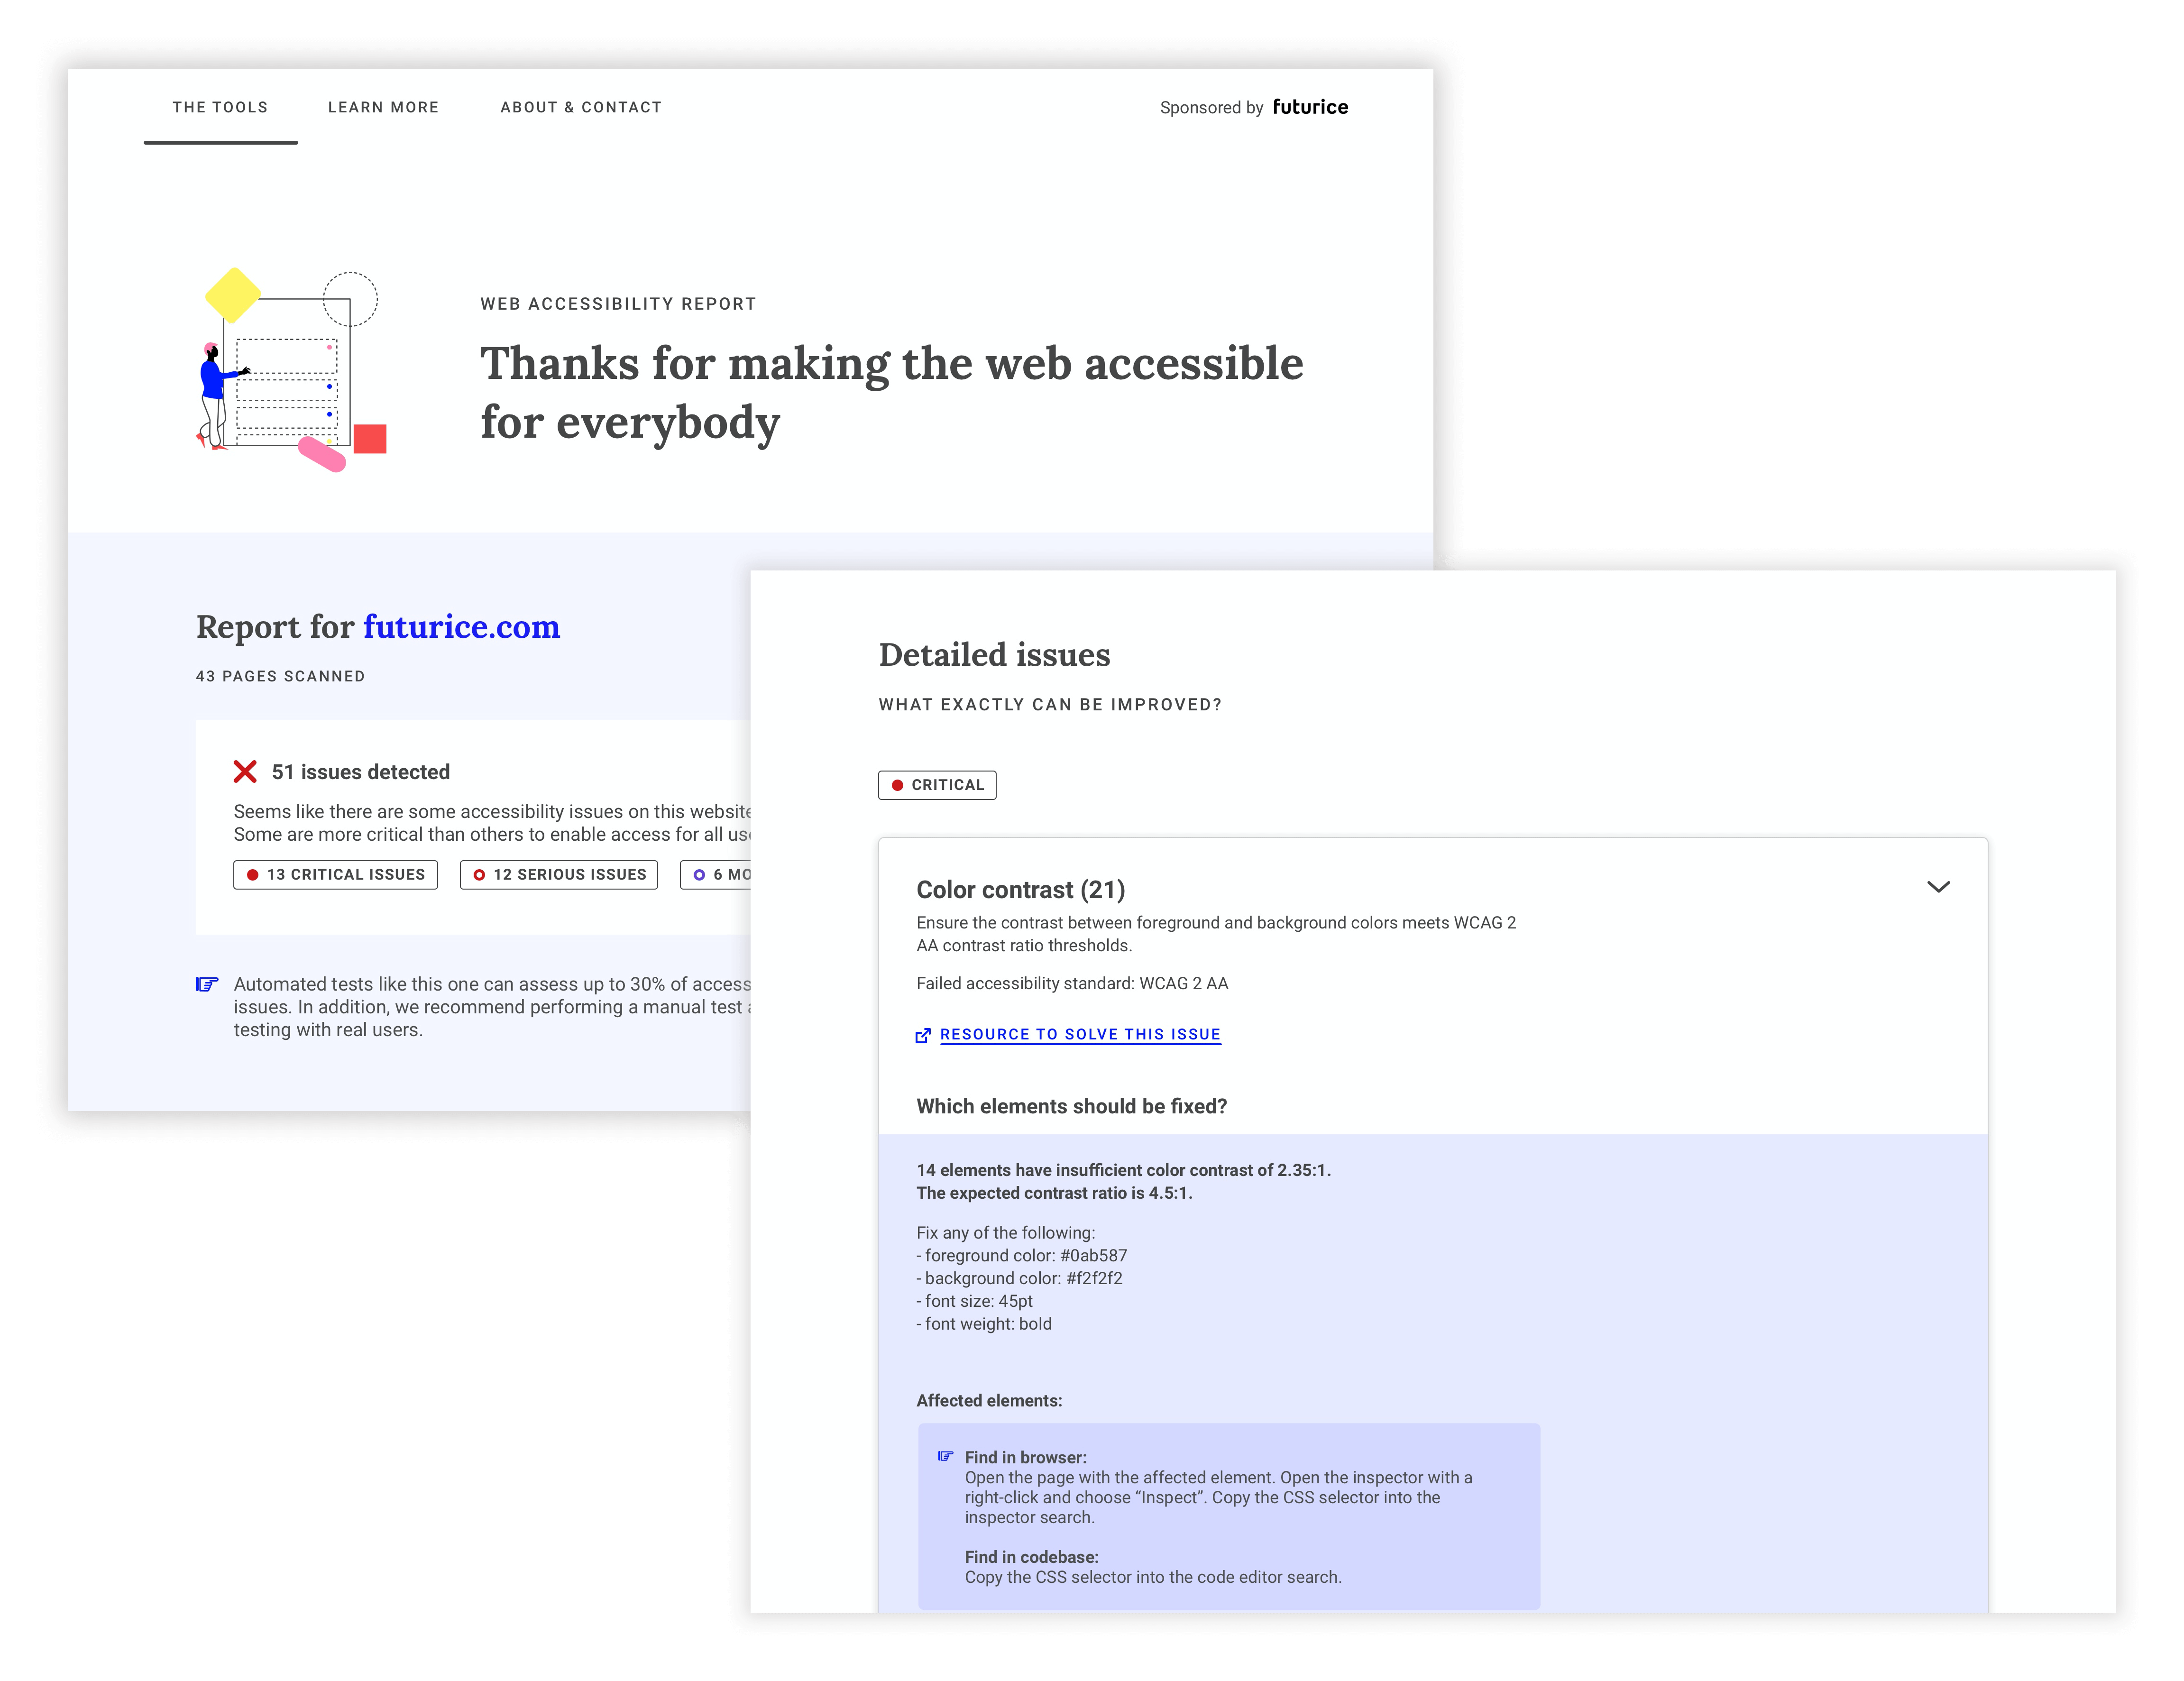 THE TOOLS LEARN MORE ABOUT & CONTACT Sponsored by futurice
WEB ACCESSIBILITY REPORT
Thanks for making the web accessible
for everybody
Report for futurice.com
43 PAGES SCANNED
51 issues detected
Seems like there are some accessibility issues on this website
Some are more critical than others to enable access for all
13 CRITICAL ISSUES 12 SERIOUS ISSUES 6
Automated tests like this one can assess up to 30% of
issues. In addition, we recommend performing a manual test
testing with real users.
Detailed issues
WHAT EXACTLY CAN BE IMPROVED?
CRITICAL
Color contrast (21)
Ensure the contrast between foreground and background colors meets WCAG 2
AA contrast ratio thresholds.
Failed accessibility standard: WCAG 2 AA
RESOURCE TO SOLVE THIS ISSUE
Which elements should be fixed?
14 elements have insufficient color contrast of 2.35:1.
The expected contrast ratio is 4.5:1.
Fix any of the following:
- foreground color: #0ab587
- background color: #f2f2f2
- font size: 45pt
- font weight: bold
Affected elements:
Find in browser:
Open the page with the affected element. Open the inspector with a
right-click and choose “Inspect”. Copy the CSS selector into the
inspector search.
Find in codebase:
Copy the CSS selector into the code editor search.